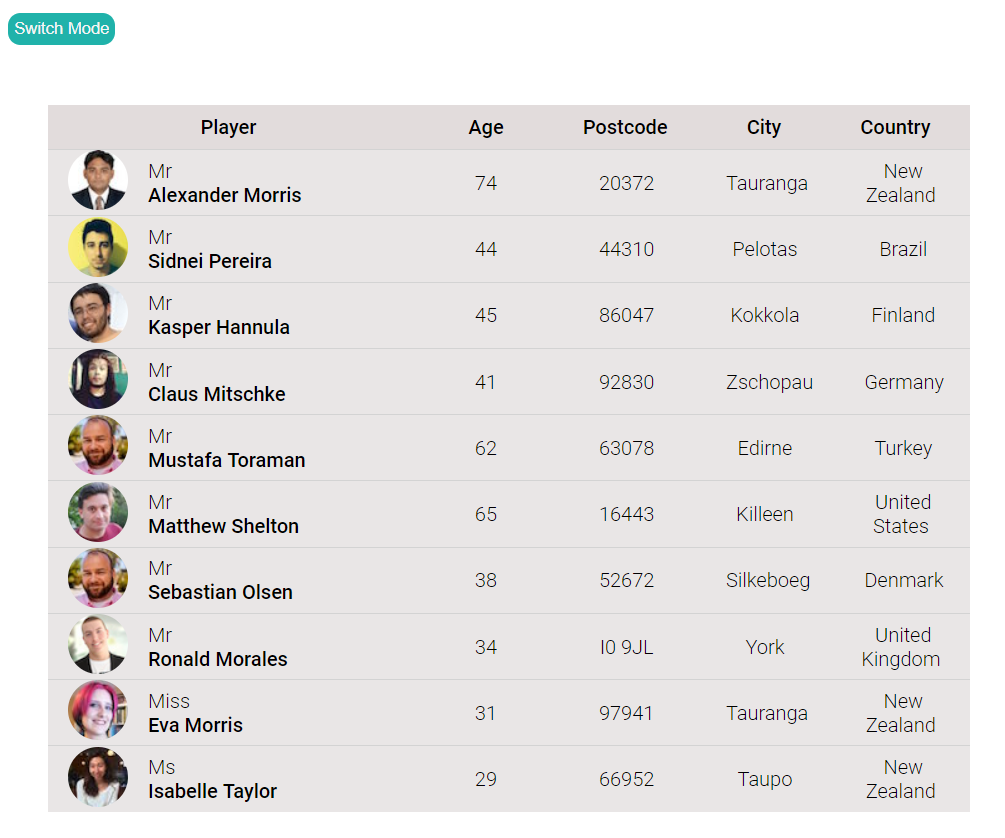 Switch Mode
Player Age Postcode City Country
Mr
Alexander Morris 74 20372 Tauranga New Zealand
Mr
Sidnei Pereira 44 44310 Pelotas Brazil
Mr
Kasper Hannula 45 86047 Kokkola Finland
Mr
Claus Mitschke 41 92830 Zschopau Germany
Mr
Mustafa Toraman 62 63078 Edirne Turkey
Mr
Matthew Shelton 65 16443 Killeen United States
Mr
Sebastian Olsen 38 52672 Silkeboeg Denmark
Mr
Ronald Morales 34 I0 9JL York United Kingdom
Miss
Eva Morris 31 97941 Tauranga New Zealand
Ms
Isabelle Taylor 29 66952 Taupo New Zealand